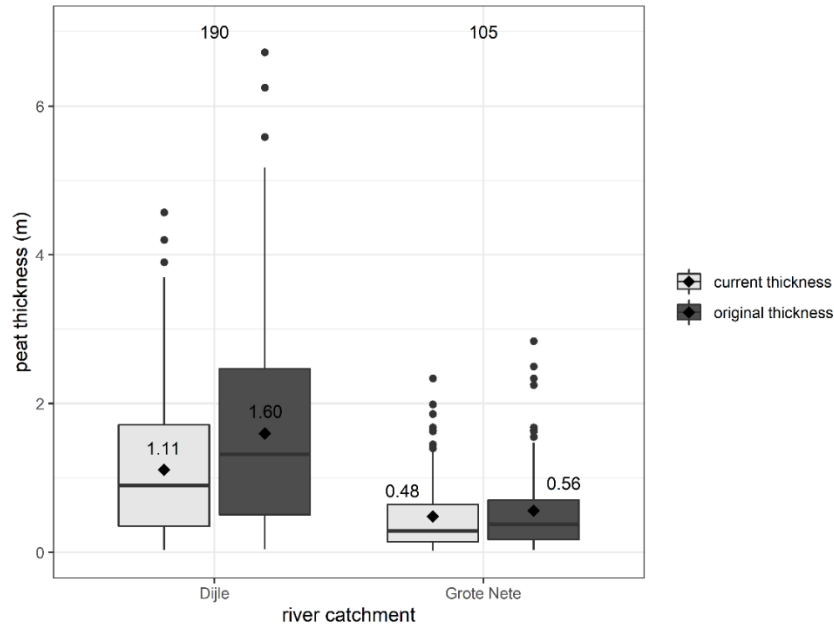 190
105
6
4
2
0
peat thickness (m)
1.11
1.60
0.48
0.56
Dijle
Grote Nete
river catchment
current thickness
original thickness